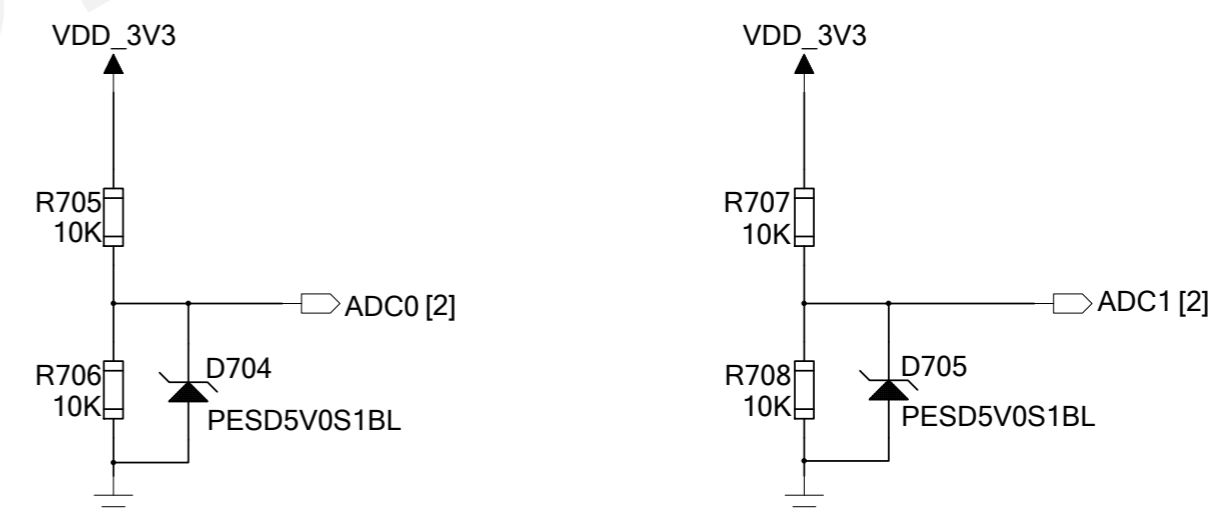 VDD_3V3
R705
10K
ADC0 [2]
R706
10K
D704
PESD5V0S1BL
VDD_3V3
R707
10K
ADC1 [2]
R708
10K
D705
PESD5V0S1BL